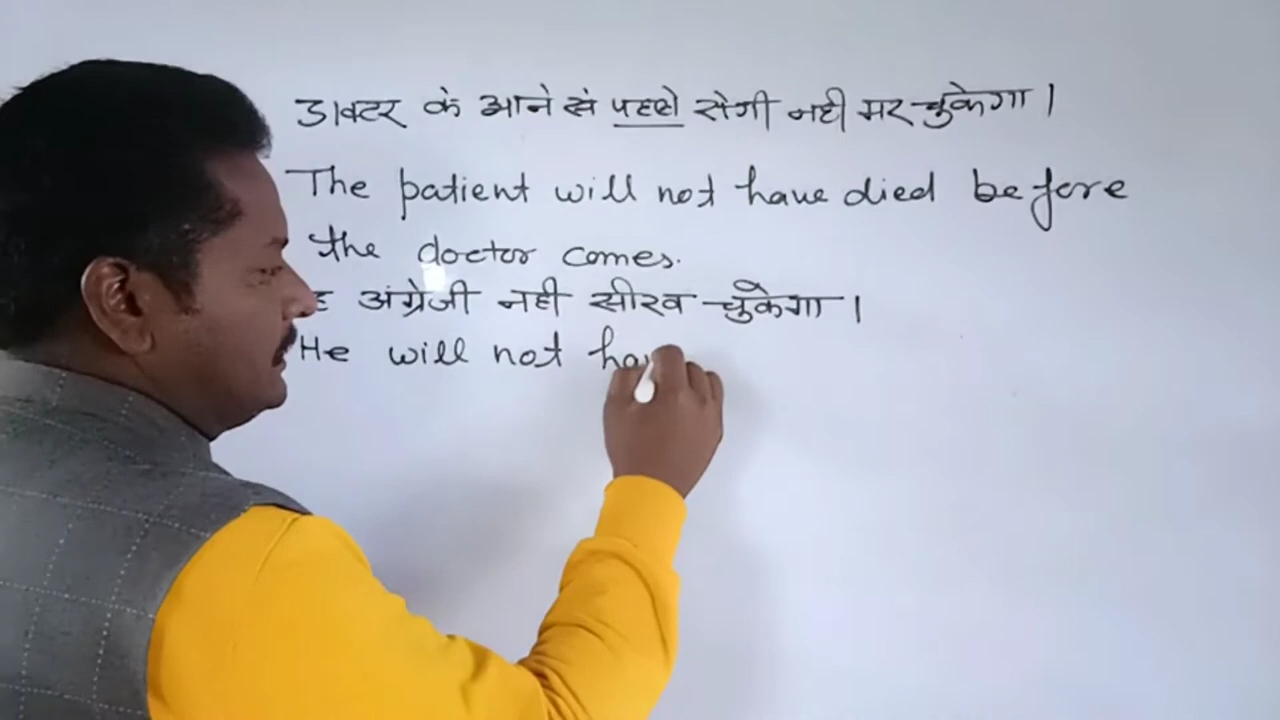 डाक्टर के आने से पहले रोगी नही मर चुकेगा।
The patient will not have died before
the doctor comes.
अंग्रेजी नही सीख चुकेगा।
He will not